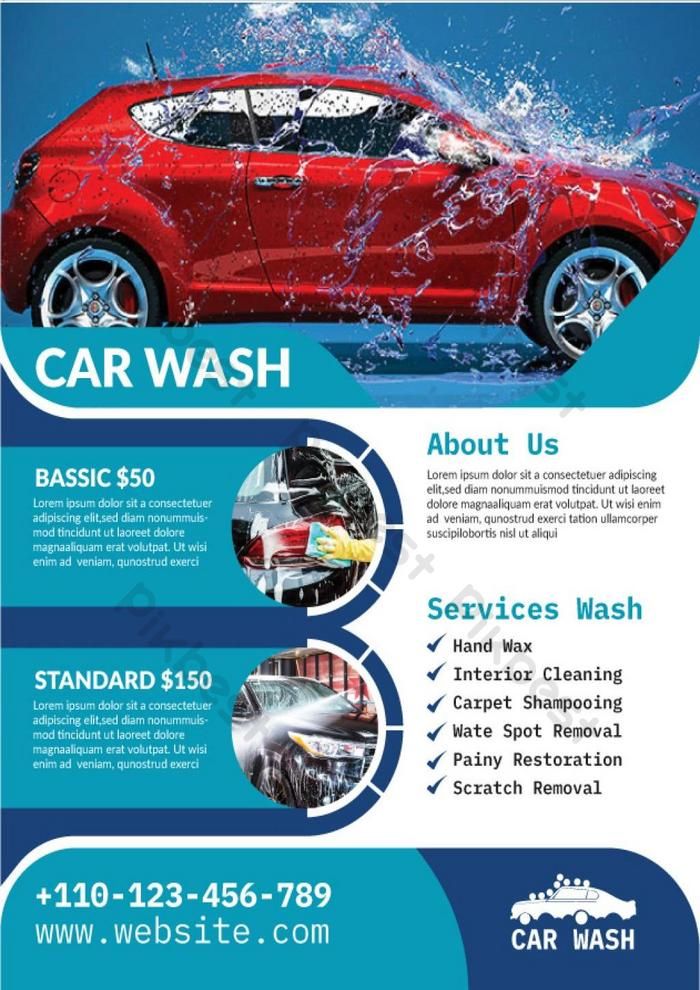 CAR WASH
BASSIC $50
Lorem ipsum dolor sit a consectetuer
adipiscing elit,sed diam nonummuis-
mod tincidunt ut laoreet dolore
magnaaliquam erat volutpat. Ut wisi
enim ad veniam, qunostrud exerci
STANDARD $150
Lorem ipsum dolor sit a consectetuer
adipiscing elit,sed diam nonummuis-
mod tincidunt ut laoreet dolore
magnaaliquam erat volutpat. Ut wisi
enim ad veniam, qunostrud exerci
About Us
Lorem ipsum dolor sit a consectetuer adipiscing
elit,sed diam nonummuismod tincidunt ut laoreet
dolore magnaaliquam erat volutpat. Ut wisi enim
ad veniam, qunostrud exerci tation ullamcorper
suscipilobortis nisl ut aliqui
Services Wash
Hand Wax
Interior Cleaning
Carpet Shampooing
Wate Spot Removal
Painy Restoration
Scratch Removal
+110-123-456-789
www.website.com
CAR WASH
pikbest
pikbest